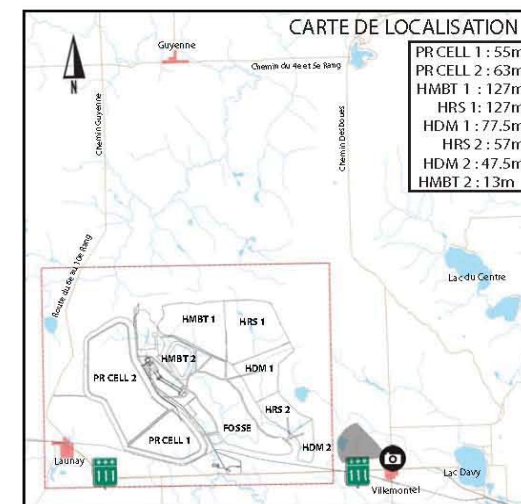 CARTE DE LOCALISATION
PR CELL 1 : 55m
PR CELL 2 : 63m
HMBT 1 : 127m
HRS 1: 127m
HDM 1 : 77.5m
HRS 2 : 57m
HDM 2 : 47.5m
HMBT 2 : 13m
Guyenne
Chemin du 4e et 5e Rang
N
Chemin Guyenne
Chemin Desboues
Route du 6e au 10e Rang
Lac du Centre
HMBT 1
HRS 1
HMBT 2
HDM 1
PR CELL 2
HRS 2
FOSSE
PR CELL 1
HDM 2
Launay
111
111
Villemontel
Lac Davy